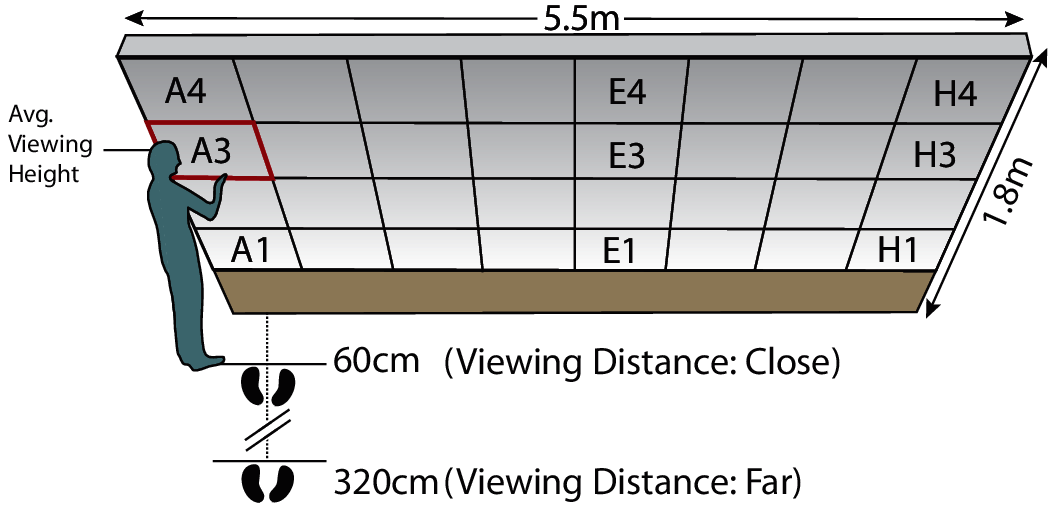 5.5m
A4
E4
H4
Avg.
Viewing
Height
A3
E3
H3
1.8m
A1
E1
H1
60cm (Viewing Distance: Close)
320cm (Viewing Distance: Far)